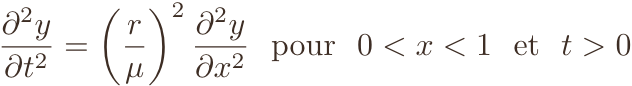 ∂²y/∂t² = (r/μ)² ∂²y/∂x² pour 0 < x < 1 et t > 0